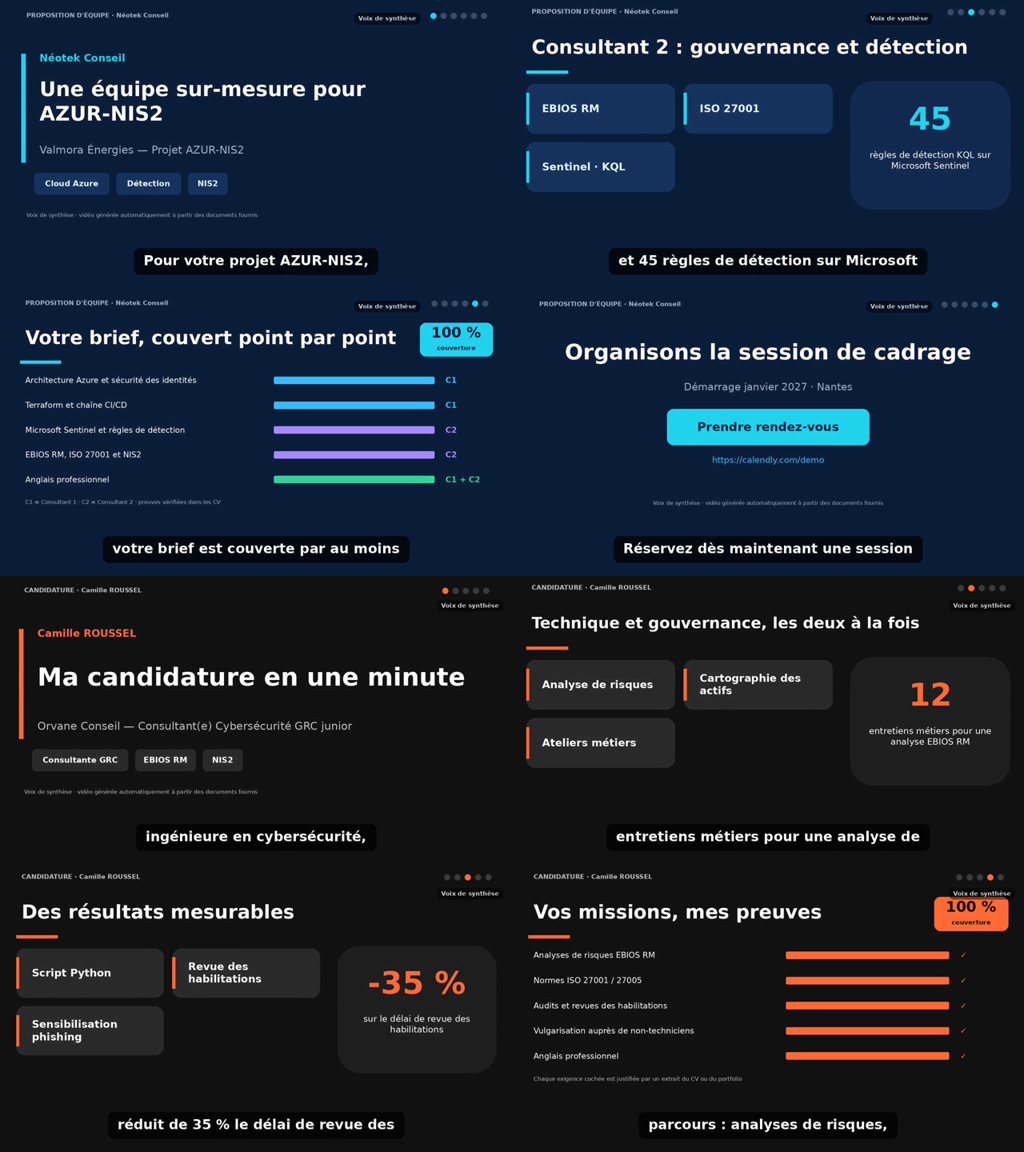 PROPOSITION D'ÉQUIPE · Néotek Conseil
Voix de synthèse
Néotek Conseil
Une équipe sur-mesure pour
AZUR-NIS2
Valmora Énergies — Projet AZUR-NIS2
Cloud Azure
Détection
NIS2
Voix de synthèse · vidéo générée automatiquement à partir des documents fournis
Pour votre projet AZUR-NIS2,
PROPOSITION D'ÉQUIPE · Néotek Conseil
Voix de synthèse
Consultant 2 : gouvernance et détection
EBIOS RM
ISO 27001
Sentinel · KQL
45
règles de détection KQL sur
Microsoft Sentinel
et 45 règles de détection sur Microsoft
PROPOSITION D'ÉQUIPE · Néotek Conseil
Voix de synthèse
Votre brief, couvert point par point
100 %
couverture
Architecture Azure et sécurité des identités C1
Terraform et chaîne CI/CD C1
Microsoft Sentinel et règles de détection C2
EBIOS RM, ISO 27001 et NIS2 C2
Anglais professionnel C1 + C2
C1 = Consultant 1 · C2 = Consultant 2 · preuves vérifiées dans les CV
votre brief est couverte par au moins
PROPOSITION D'ÉQUIPE · Néotek Conseil
Voix de synthèse
Organisons la session de cadrage
Démarrage janvier 2027 · Nantes
Prendre rendez-vous
https://calendly.com/demo
Voix de synthèse · vidéo générée automatiquement à partir des documents fournis
Réservez dès maintenant une session
CANDIDATURE · Camille ROUSSEL
Voix de synthèse
Camille ROUSSEL
Ma candidature en une minute
Orvane Conseil — Consultant(e) Cybersécurité GRC junior
Consultante GRC
EBIOS RM
NIS2
Voix de synthèse · vidéo générée automatiquement à partir des documents fournis
ingénieure en cybersécurité,
CANDIDATURE · Camille ROUSSEL
Voix de synthèse
Technique et gouvernance, les deux à la fois
Analyse de risques
Cartographie des
actifs
Ateliers métiers
12
entretiens métiers pour une
analyse EBIOS RM
entretiens métiers pour une analyse de
CANDIDATURE · Camille ROUSSEL
Voix de synthèse
Des résultats mesurables
Script Python
Revue des
habilitations
Sensibilisation
phishing
-35 %
sur le délai de revue des
habilitations
réduit de 35 % le délai de revue des
CANDIDATURE · Camille ROUSSEL
Voix de synthèse
Vos missions, mes preuves
100 %
couverture
Analyses de risques EBIOS RM ✓
Normes ISO 27001 / 27005 ✓
Audits et revues des habilitations ✓
Vulgarisation auprès de non-techniciens ✓
Anglais professionnel ✓
Chaque exigence cochée est justifiée par un extrait du CV ou du portfolio
parcours : analyses de risques,